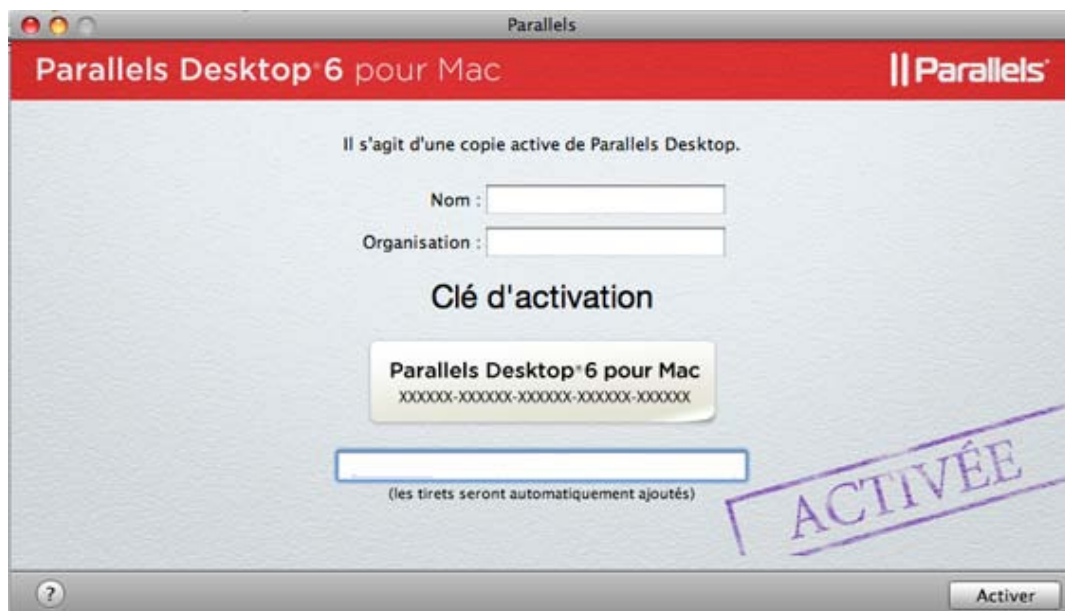 Parallels
Parallels Desktop® 6 pour Mac
Parallels®
Il s'agit d'une copie active de Parallels Desktop.
Nom :
Organisation :
Clé d'activation
Parallels Desktop® 6 pour Mac
XXXXXX-XXXXXX-XXXXXX-XXXXXX-XXXXXX
(les tirets seront automatiquement ajoutés)
ACTIVÉE
?
Activer